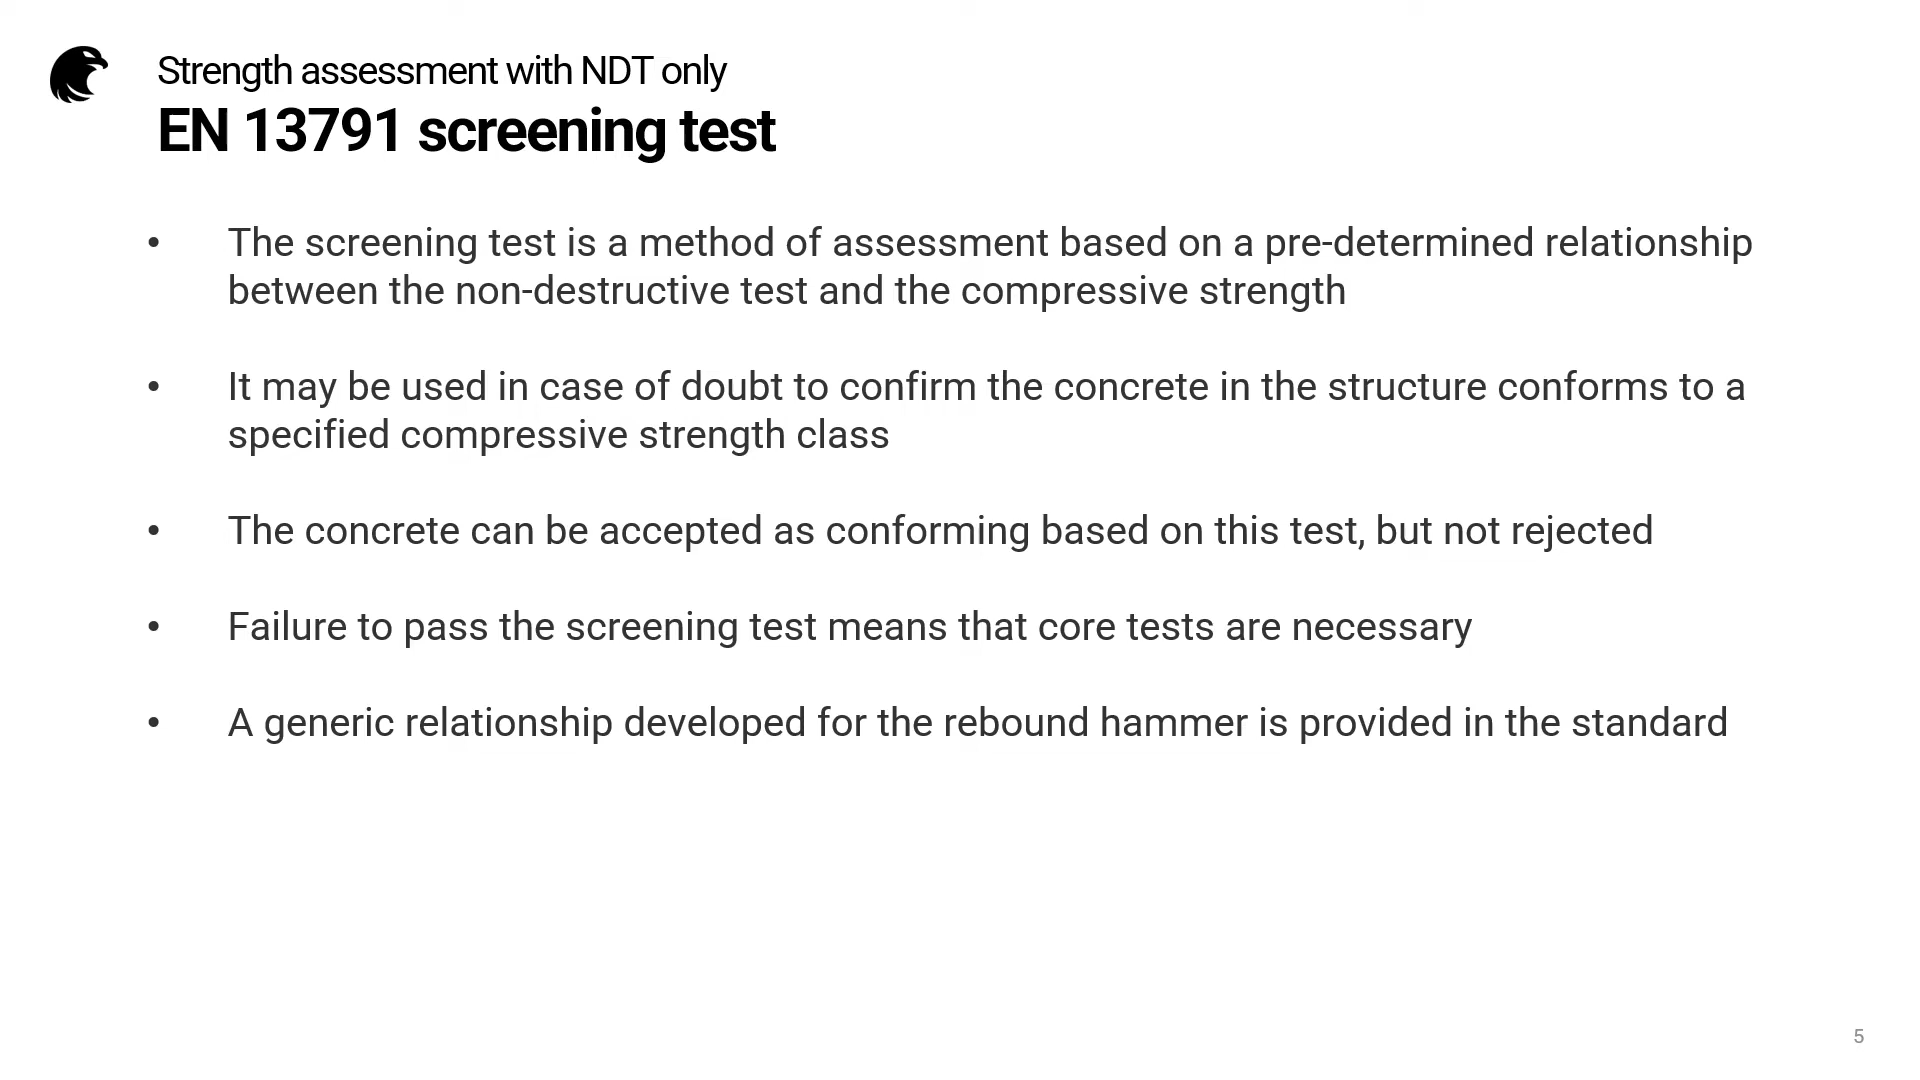 Strength assessment with NDT only
EN 13791 screening test
• The screening test is a method of assessment based on a pre-determined relationship
between the non-destructive test and the compressive strength
• It may be used in case of doubt to confirm the concrete in the structure conforms to a
specified compressive strength class
• The concrete can be accepted as conforming based on this test, but not rejected
• Failure to pass the screening test means that core tests are necessary
• A generic relationship developed for the rebound hammer is provided in the standard
5